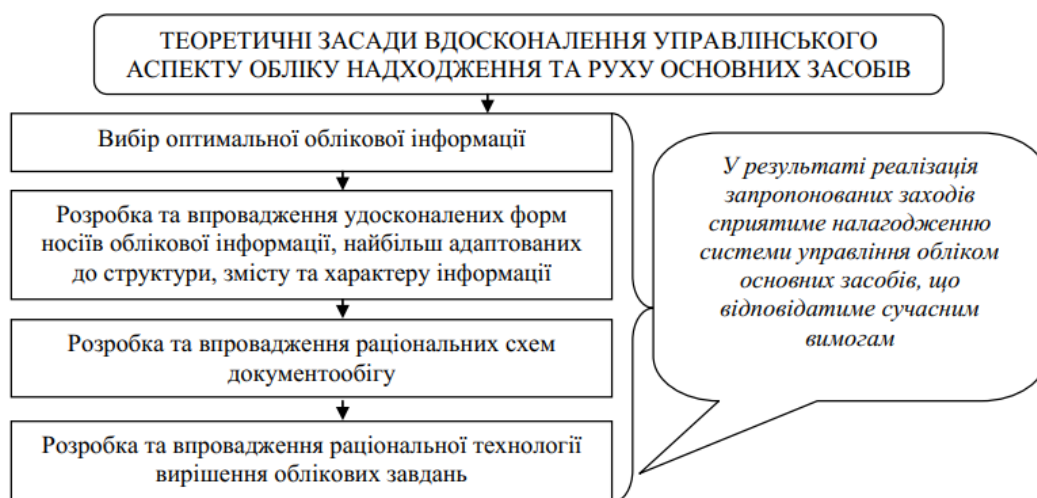 ТЕОРЕТИЧНІ ЗАСАДИ ВДОСКОНАЛЕННЯ УПРАВЛІНСЬКОГО
АСПЕКТУ ОБЛІКУ НАДХОДЖЕННЯ ТА РУХУ ОСНОВНИХ ЗАСОБІВ
Вибір оптимальної облікової інформації
Розробка та впровадження удосконалених форм
носіїв облікової інформації, найбільш адаптованих
до структури, змісту та характеру інформації
Розробка та впровадження раціональних схем
документообігу
Розробка та впровадження раціональної технології
вирішення облікових завдань
У результаті реалізація
запропонованих заходів
сприятиме налагодженню
системи управління обліком
основних засобів, що
відповідатиме сучасним
вимогам